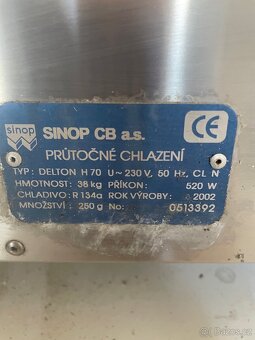 sinop
SINOP CB a.s.
CE
PRŮTOČNÉ CHLAZENÍ
TYP: DELTON H 70 U~230 V, 50 Hz, CL N
HMOTNOST: 38 kg PŘÍKON: 520 W
CHLADIVO: R 134a ROK VÝROBY: 2002
MNOŽSTVÍ: 250 g No: 0513392
bazos.cz